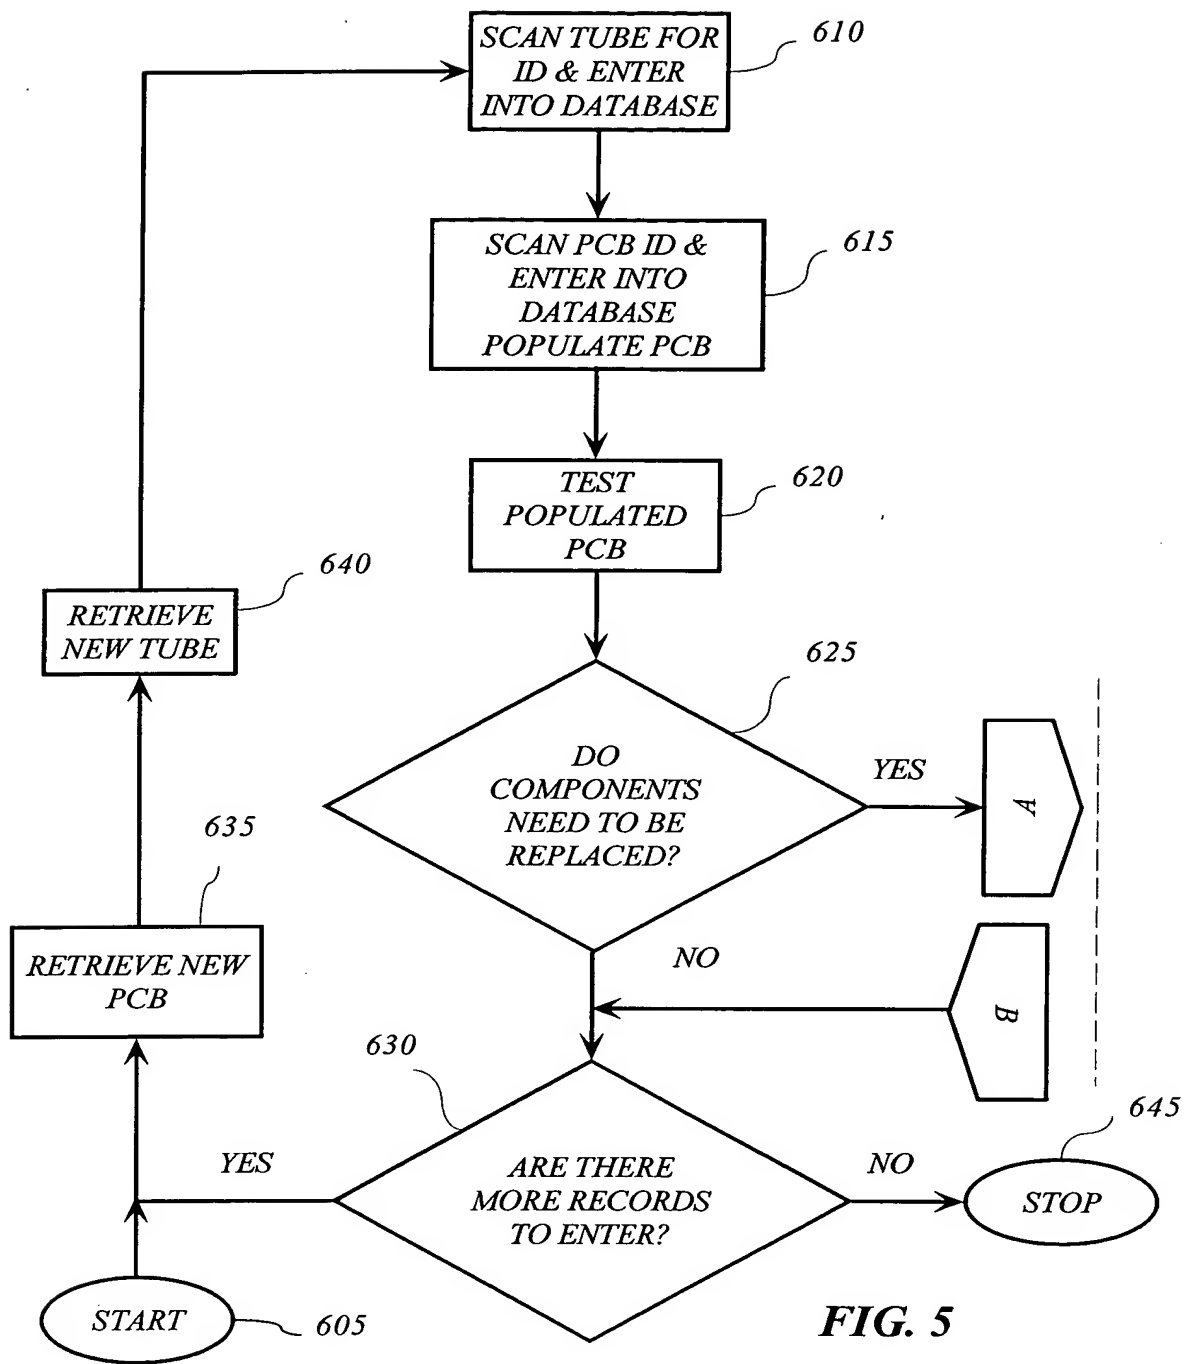 SCAN TUBE FOR
ID & ENTER
INTO DATABASE
610
SCAN PCB ID &
ENTER INTO
DATABASE
POPULATE PCB
615
TEST
POPULATED
PCB
620
640
RETRIEVE
NEW TUBE
625
DO
COMPONENTS
NEED TO BE
REPLACED?
YES
A
635
RETRIEVE NEW
PCB
NO
B
630
645
YES
ARE THERE
MORE RECORDS
TO ENTER?
NO
STOP
START
605
FIG. 5